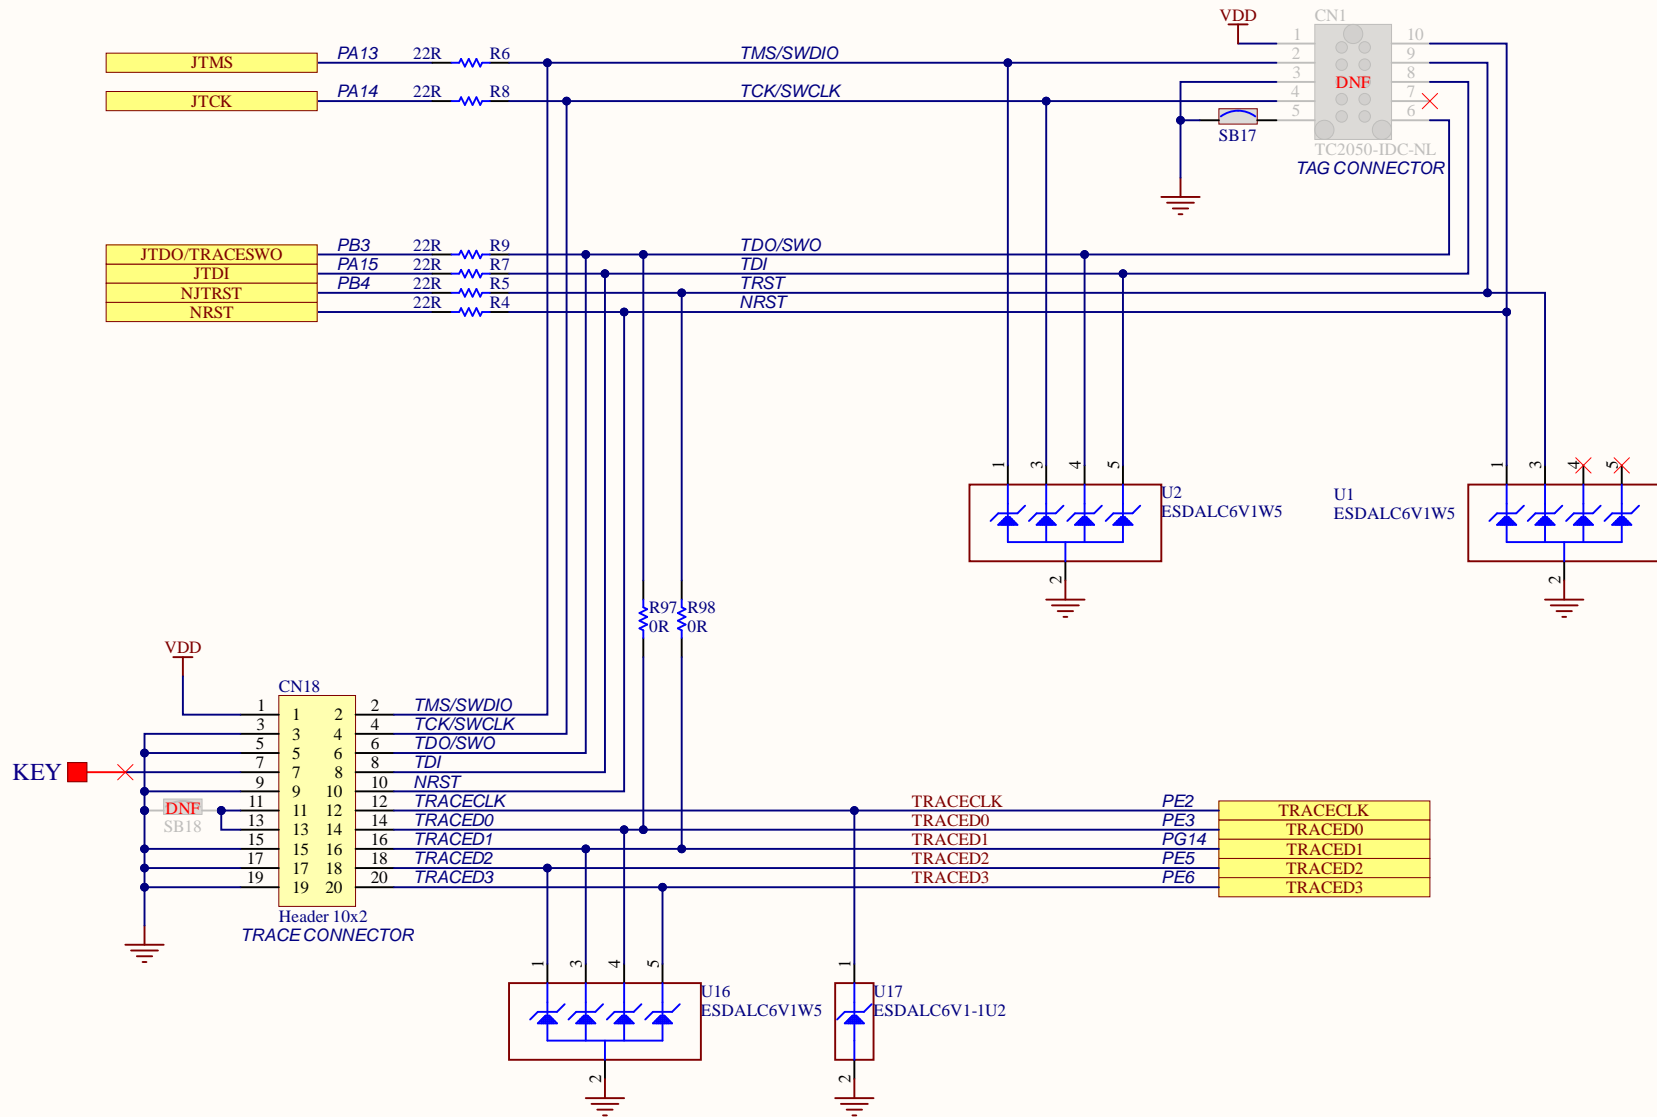 VDD CN1
1 10
JTMS PA13 22R R6 TMS/SWDIO 2 9
3 DNF 8
JTCK PA14 22R R8 TCK/SWCLK 4 7
5 6
SB17
TC2050-IDC-NL
TAG CONNECTOR
JTDO/TRACESWO PB3 22R R9 TDO/SWO
JTDI PA15 22R R7 TDI
NJTRST PB4 22R R5 TRST
NRST 22R R4 NRST
1 3 4 5 1 3 4 5
U2 U1
ESDALC6V1W5 ESDALC6V1W5
2 2
R97 R98
0R 0R
VDD
CN18
1 1 2 2 TMS/SWDIO
3 3 4 4 TCK/SWCLK
5 5 6 6 TDO/SWO
KEY 7 7 8 8 TDI
9 9 10 10 NRST
DNF 11 11 12 12 TRACECLK TRACECLK PE2 TRACECLK
SB18 13 13 14 14 TRACED0 TRACED0 PE3 TRACED0
15 15 16 16 TRACED1 TRACED1 PG14 TRACED1
17 17 18 18 TRACED2 TRACED2 PE5 TRACED2
19 19 20 20 TRACED3 TRACED3 PE6 TRACED3
Header 10x2
TRACE CONNECTOR
1 3 4 5 1
U16 U17
ESDALC6V1W5 ESDALC6V1-1U2
2 2